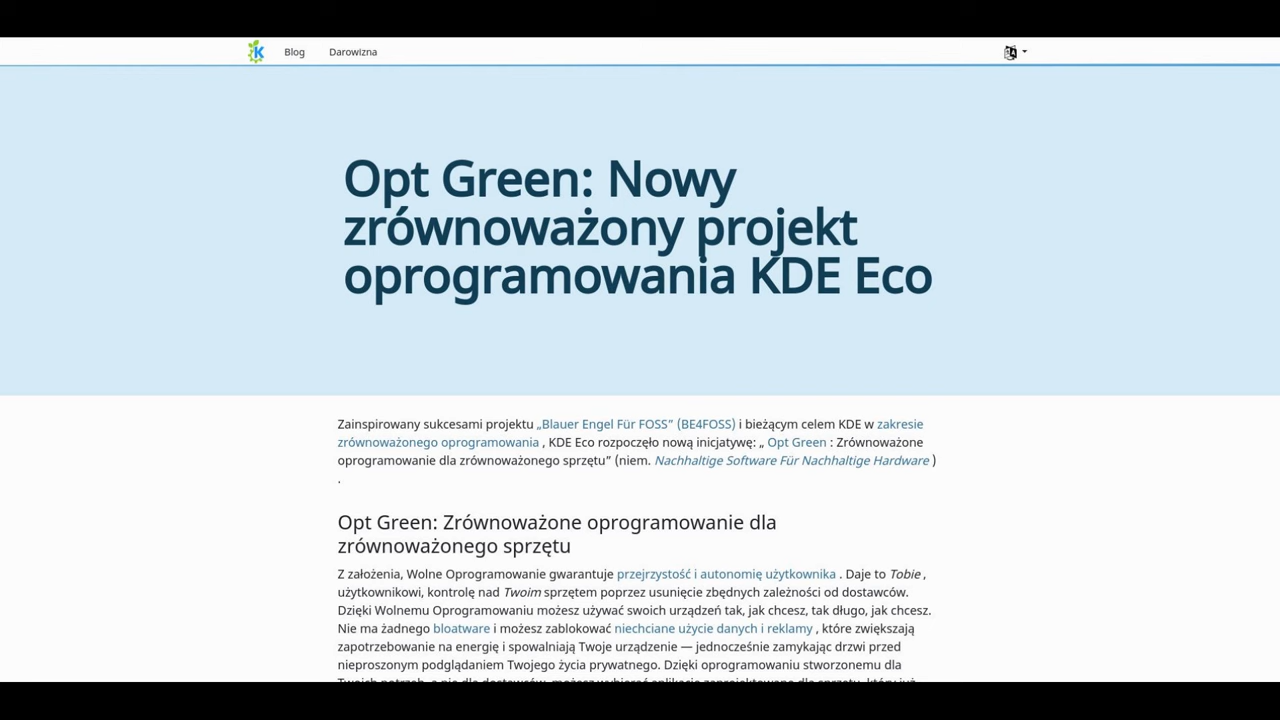 Blog Darowizna
Opt Green: Nowy
zrównoważony projekt
oprogramowania KDE Eco
Zainspirowany sukcesami projektu „Blauer Engel Für FOSS” (BE4FOSS) i bieżącym celem KDE w zakresie
zrównoważonego oprogramowania , KDE Eco rozpoczęło nową inicjatywę: „ Opt Green : Zrównoważone
oprogramowanie dla zrównoważonego sprzętu” (niem. Nachhaltige Software Für Nachhaltige Hardware )
.
Opt Green: Zrównoważone oprogramowanie dla
zrównoważonego sprzętu
Z założenia, Wolne Oprogramowanie gwarantuje przejrzystość i autonomię użytkownika . Daje to Tobie ,
użytkownikowi, kontrolę nad Twoim sprzętem poprzez usunięcie zbędnych zależności od dostawców.
Dzięki Wolnemu Oprogramowaniu możesz używać swoich urządzeń tak, jak chcesz, tak długo, jak chcesz.
Nie ma żadnego bloatware i możesz zablokować niechciane użycie danych i reklamy , które zwiększają
zapotrzebowanie na energię i spowalniają Twoje urządzenie — jednocześnie zamykając drzwi przed
nieproszonym podglądaniem Twojego życia prywatnego. Dzięki oprogramowaniu stworzonemu dla